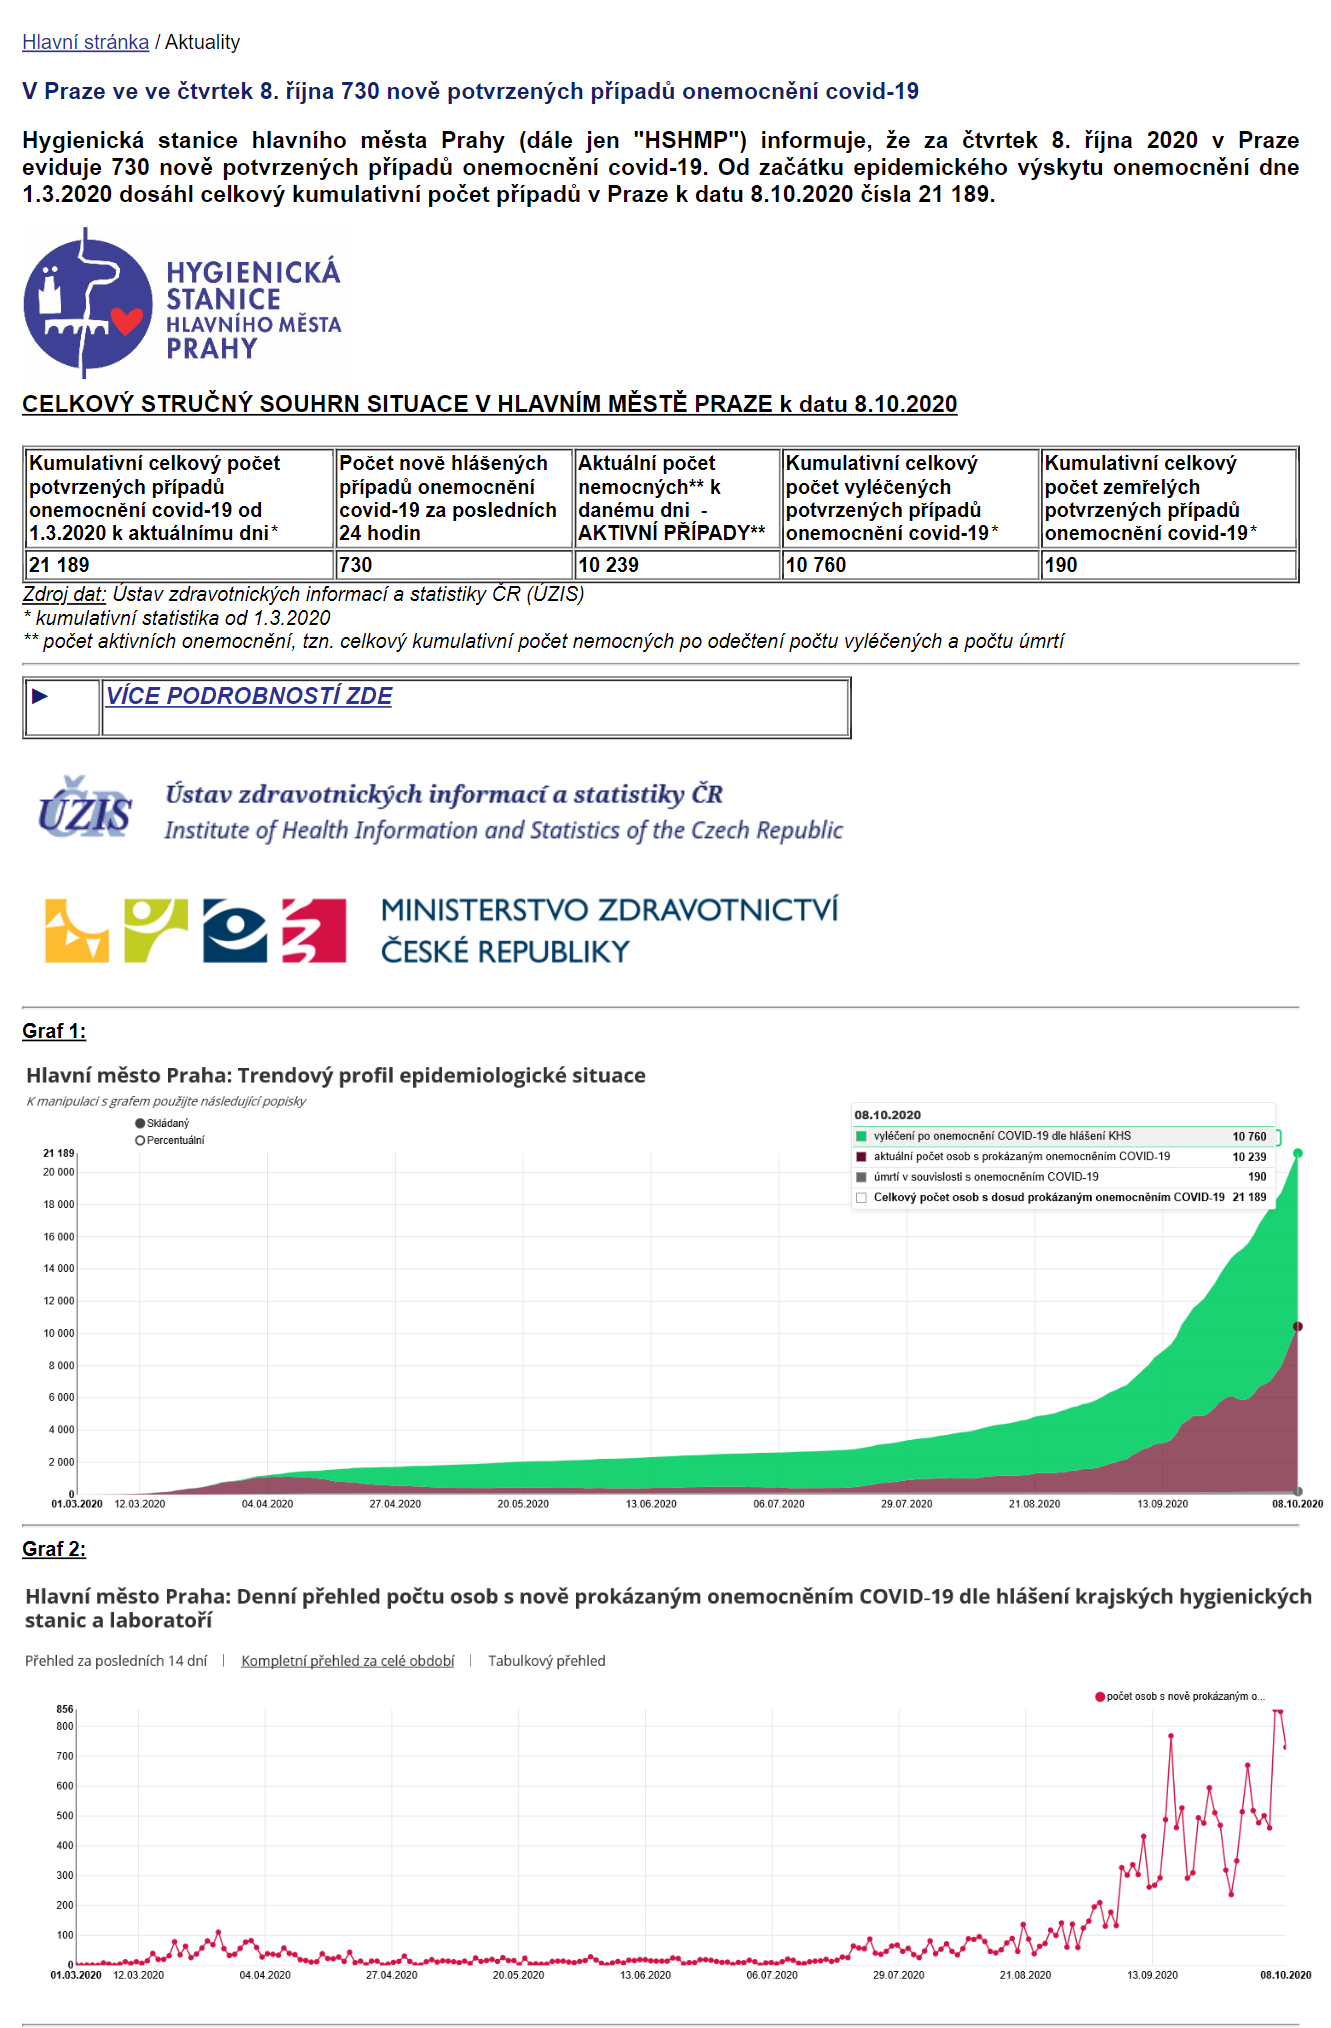 Hlavní stránka / Aktuality
V Praze ve ve čtvrtek 8. října 730 nově potvrzených případů onemocnění covid-19
Hygienická stanice hlavního města Prahy (dále jen "HSHMP") informuje, že za čtvrtek 8. října 2020 v Praze
eviduje 730 nově potvrzených případů onemocnění covid-19. Od začátku epidemického výskytu onemocnění dne
1.3.2020 dosáhl celkový kumulativní počet případů v Praze k datu 8.10.2020 čísla 21 189.
HYGIENICKÁ
STANICE
HLAVNÍHO MĚSTA
PRAHY
CELKOVÝ STRUČNÝ SOUHRN SITUACE V HLAVNÍM MĚSTĚ PRAZE k datu 8.10.2020
Kumulativní celkový počet
potvrzených případů
onemocnění covid-19 od
1.3.2020 k aktuálnímu dni*
Počet nově hlášených
případů onemocnění
covid-19 za posledních
24 hodin
Aktuální počet
nemocných** k
danému dni -
AKTIVNÍ PŘÍPADY**
Kumulativní celkový
počet vyléčených
potvrzených případů
onemocnění covid-19*
Kumulativní celkový
počet zemřelých
potvrzených případů
onemocnění covid-19*
21 189
730
10 239
10 760
190
Zdroj dat: Ústav zdravotnických informací a statistiky ČR (ÚZIS)
* kumulativní statistika od 1.3.2020
** počet aktivních onemocnění, tzn. celkový kumulativní počet nemocných po odečtení počtu vyléčených a počtu úmrtí
► VÍCE PODROBNOSTÍ ZDE
ÚZIS
ČR
Ústav zdravotnických informací a statistiky ČR
Institute of Health Information and Statistics of the Czech Republic
MINISTERSTVO ZDRAVOTNICTVÍ
ČESKÉ REPUBLIKY
Graf 1:
Hlavní město Praha: Trendový profil epidemiologické situace
K manipulaci s grafem použijte následující popisky
Skládaný
Percentuální
08.10.2020
vyléčení po onemocnění COVID-19 dle hlášení KHS 10 760
aktuální počet osob s prokázaným onemocněním COVID-19 10 239
úmrtí v souvislosti s onemocněním COVID-19 190
Celkový počet osob s dosud prokázaným onemocněním COVID-19 21 189
21 189
20 000
18 000
16 000
14 000
12 000
10 000
8 000
6 000
4 000
2 000
0
01.03.2020 12.03.2020 04.04.2020 27.04.2020 20.05.2020 13.06.2020 06.07.2020 29.07.2020 21.08.2020 13.09.2020 08.10.2020
Graf 2:
Hlavní město Praha: Denní přehled počtu osob s nově prokázaným onemocněním COVID-19 dle hlášení krajských hygienických
stanic a laboratoří
Přehled za posledních 14 dní | Kompletní přehled za celé období | Tabulkový přehled
počet osob s nově prokázaným o...
856
800
700
600
500
400
300
200
100
0
01.03.2020 12.03.2020 04.04.2020 27.04.2020 20.05.2020 13.06.2020 06.07.2020 29.07.2020 21.08.2020 13.09.2020 08.10.2020